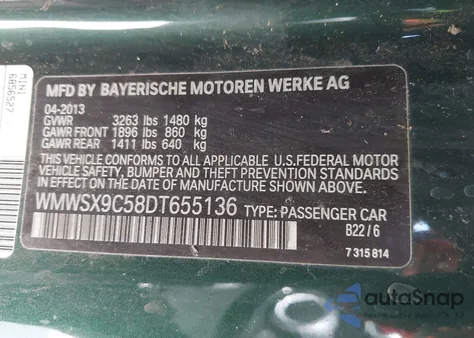 MINI
6056527
MFD BY BAYERISCHE MOTOREN WERKE AG
04-2013
GVWR 3263 lbs 1480 kg
GAWR FRONT 1896 lbs 860 kg
GAWR REAR 1411 lbs 640 kg
THIS VEHICLE CONFORMS TO ALL APPLICABLE U.S.FEDERAL MOTOR
VEHICLE SAFETY, BUMPER, AND THEFT PREVENTION STANDARDS
IN EFFECT ON THE DATE OF MANUFACTURE SHOWN ABOVE.
WMWSX9C58DT655136 TYPE: PASSENGER CAR
B22/6
7 315 814
autoSnap